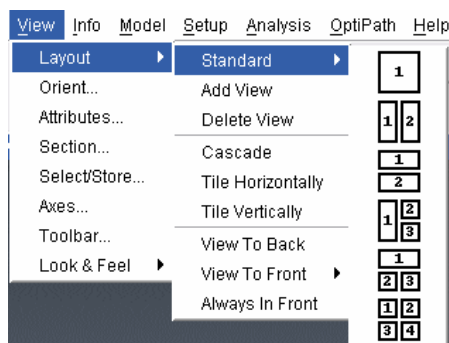 View Info Model Setup Analysis OptiPath Help
Layout
Orient...
Attributes...
Section...
Select/Store...
Axes...
Toolbar...
Look & Feel
Standard
Add View
Delete View
Cascade
Tile Horizontally
Tile Vertically
View To Back
View To Front
Always In Front
1
1 2
1
2
1 2
3
1
2 3
1 2
3 4